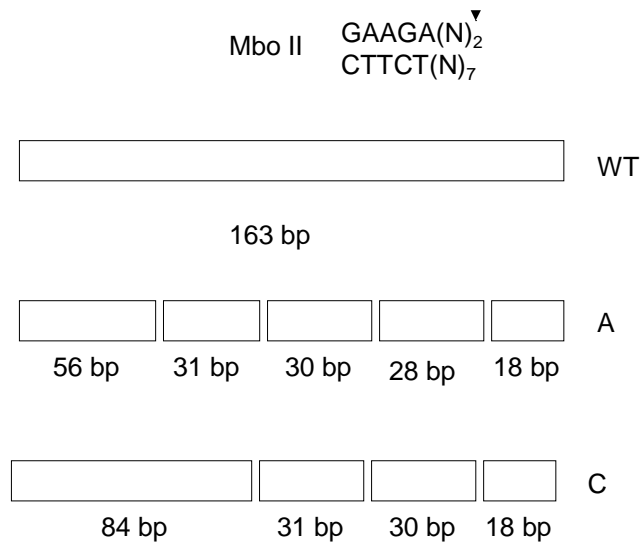 Mbo II GAAGA(N)2
CTTCT(N)7
WT
163 bp
A
56 bp 31 bp 30 bp 28 bp 18 bp
C
84 bp 31 bp 30 bp 18 bp